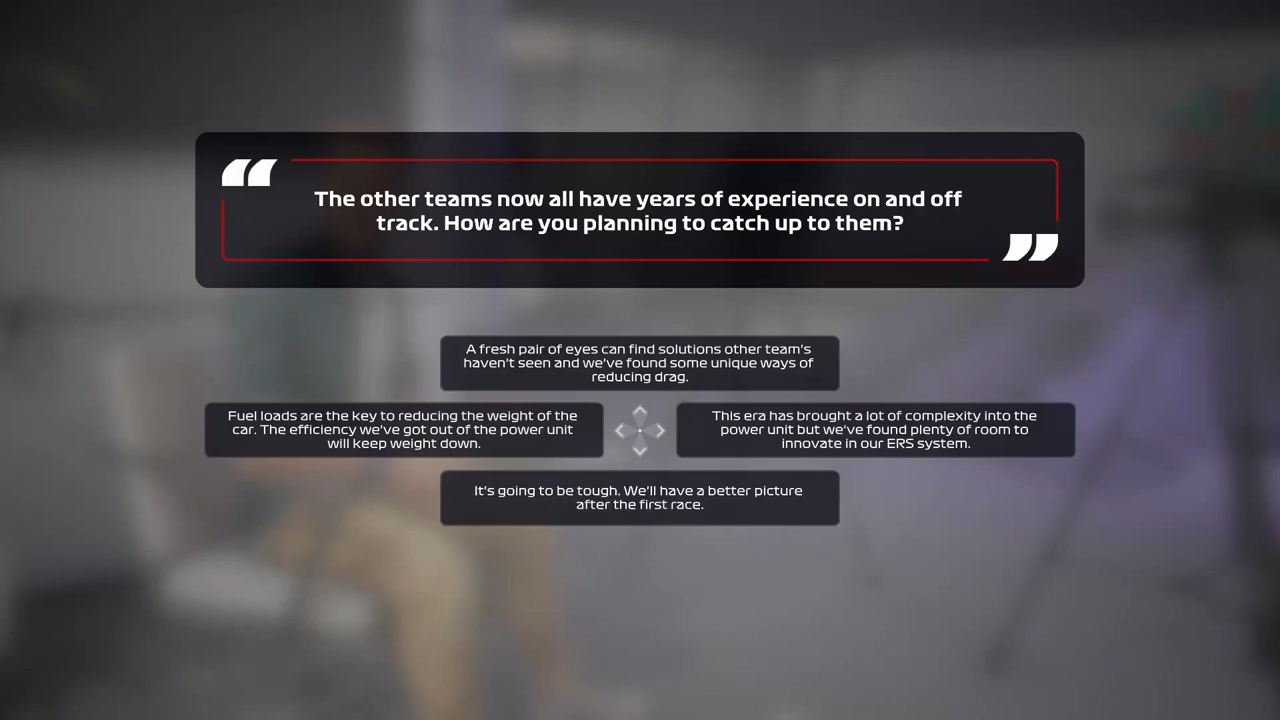 The other teams now all have years of experience on and off
track. How are you planning to catch up to them?
A fresh pair of eyes can find solutions other team's
haven't seen and we've found some unique ways of
reducing drag.
Fuel loads are the key to reducing the weight of the
car. The efficiency we've got out of the power unit
will keep weight down.
This era has brought a lot of complexity into the
power unit but we've found plenty of room to
innovate in our ERS system.
It's going to be tough. We'll have a better picture
after the first race.